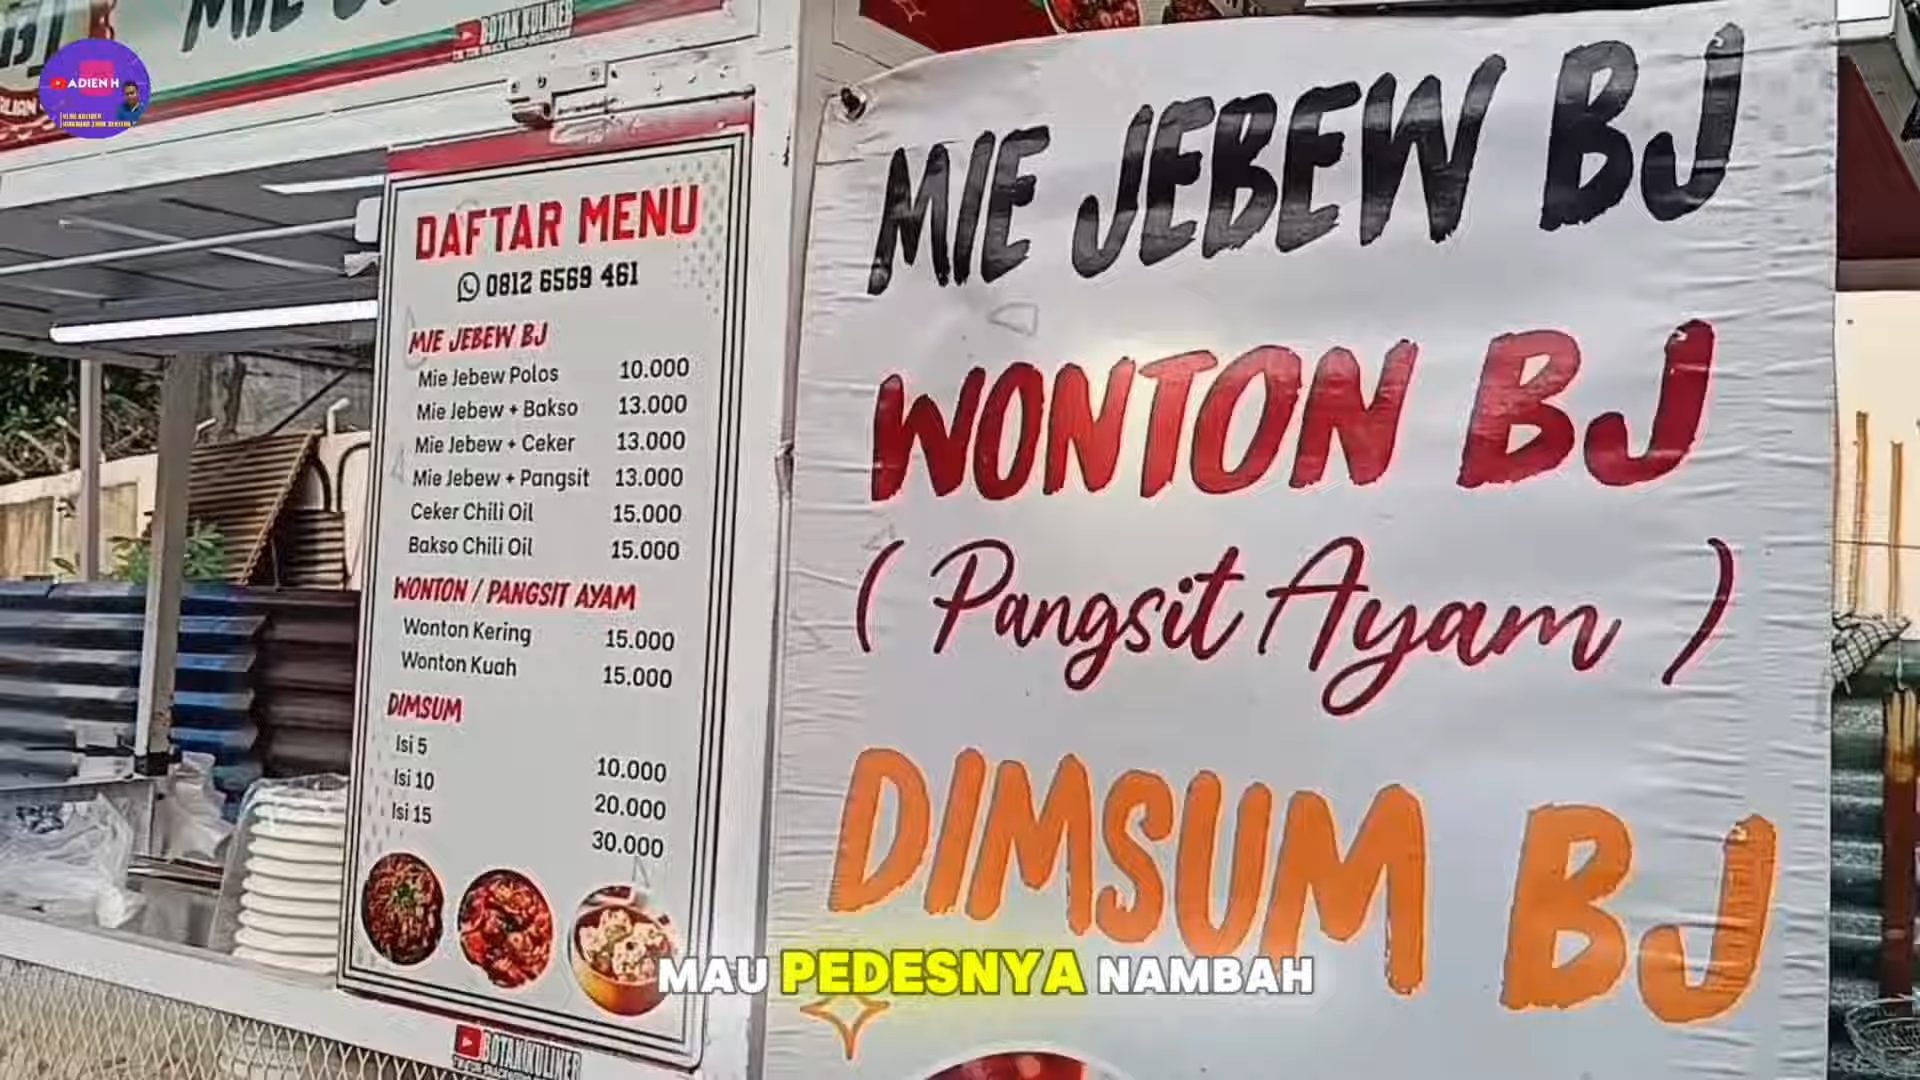 MIE JE
BOTAK KULINER
ADIEN H
DAFTAR MENU
0812 6569 461
MIE JEBEW BJ
Mie Jebew Polos 10.000
Mie Jebew + Bakso 13.000
Mie Jebew + Ceker 13.000
Mie Jebew + Pangsit 13.000
Ceker Chili Oil 15.000
Bakso Chili Oil 15.000
WONTON / PANGSIT AYAM
Wonton Kering 15.000
Wonton Kuah 15.000
DIMSUM
Isi 5 10.000
Isi 10 20.000
Isi 15 30.000
BOTAK KULINER
MIE JEBEW BJ
WONTON BJ
( Pangsit Ayam )
DIMSUM BJ
MAU PEDESNYA NAMBAH